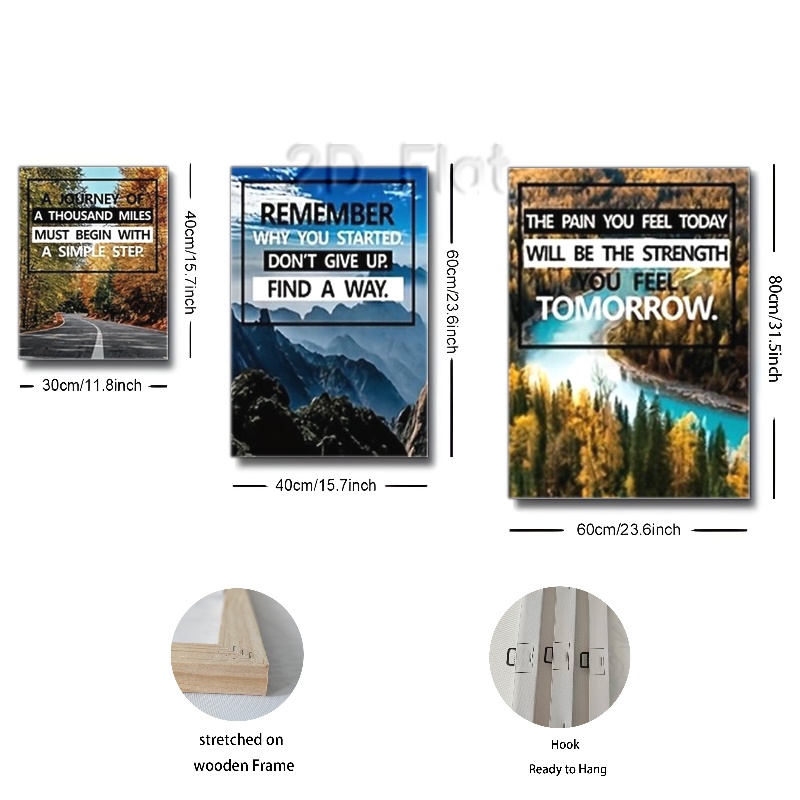 2D Flat
A JOURNEY OF
A THOUSAND MILES
MUST BEGIN WITH
A SIMPLE STEP.
40cm/15.7inch
30cm/11.8inch
REMEMBER
WHY YOU STARTED.
DON'T GIVE UP.
FIND A WAY.
60cm/23.6inch
40cm/15.7inch
THE PAIN YOU FEEL TODAY
WILL BE THE STRENGTH
YOU FEEL
TOMORROW.
80cm/31.5inch
60cm/23.6inch
stretched on
wooden Frame
Hook
Ready to Hang